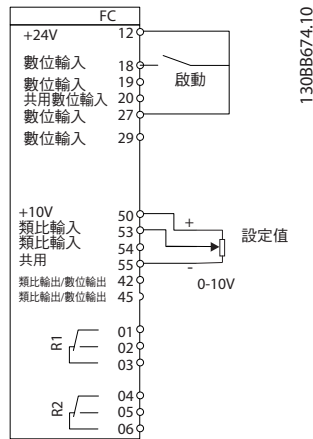 FC
+24V 12
數位輸入 18
數位輸入 19
共用數位輸入 20
數位輸入 27
數位輸入 29
啟動
+10V 50
類比輸入 53
類比輸入 54
共用 55
類比輸出/數位輸出 42
類比輸出/數位輸出 45
+
設定值
-
0-10V
R1
01
02
03
R2
04
05
06
130BB674.10